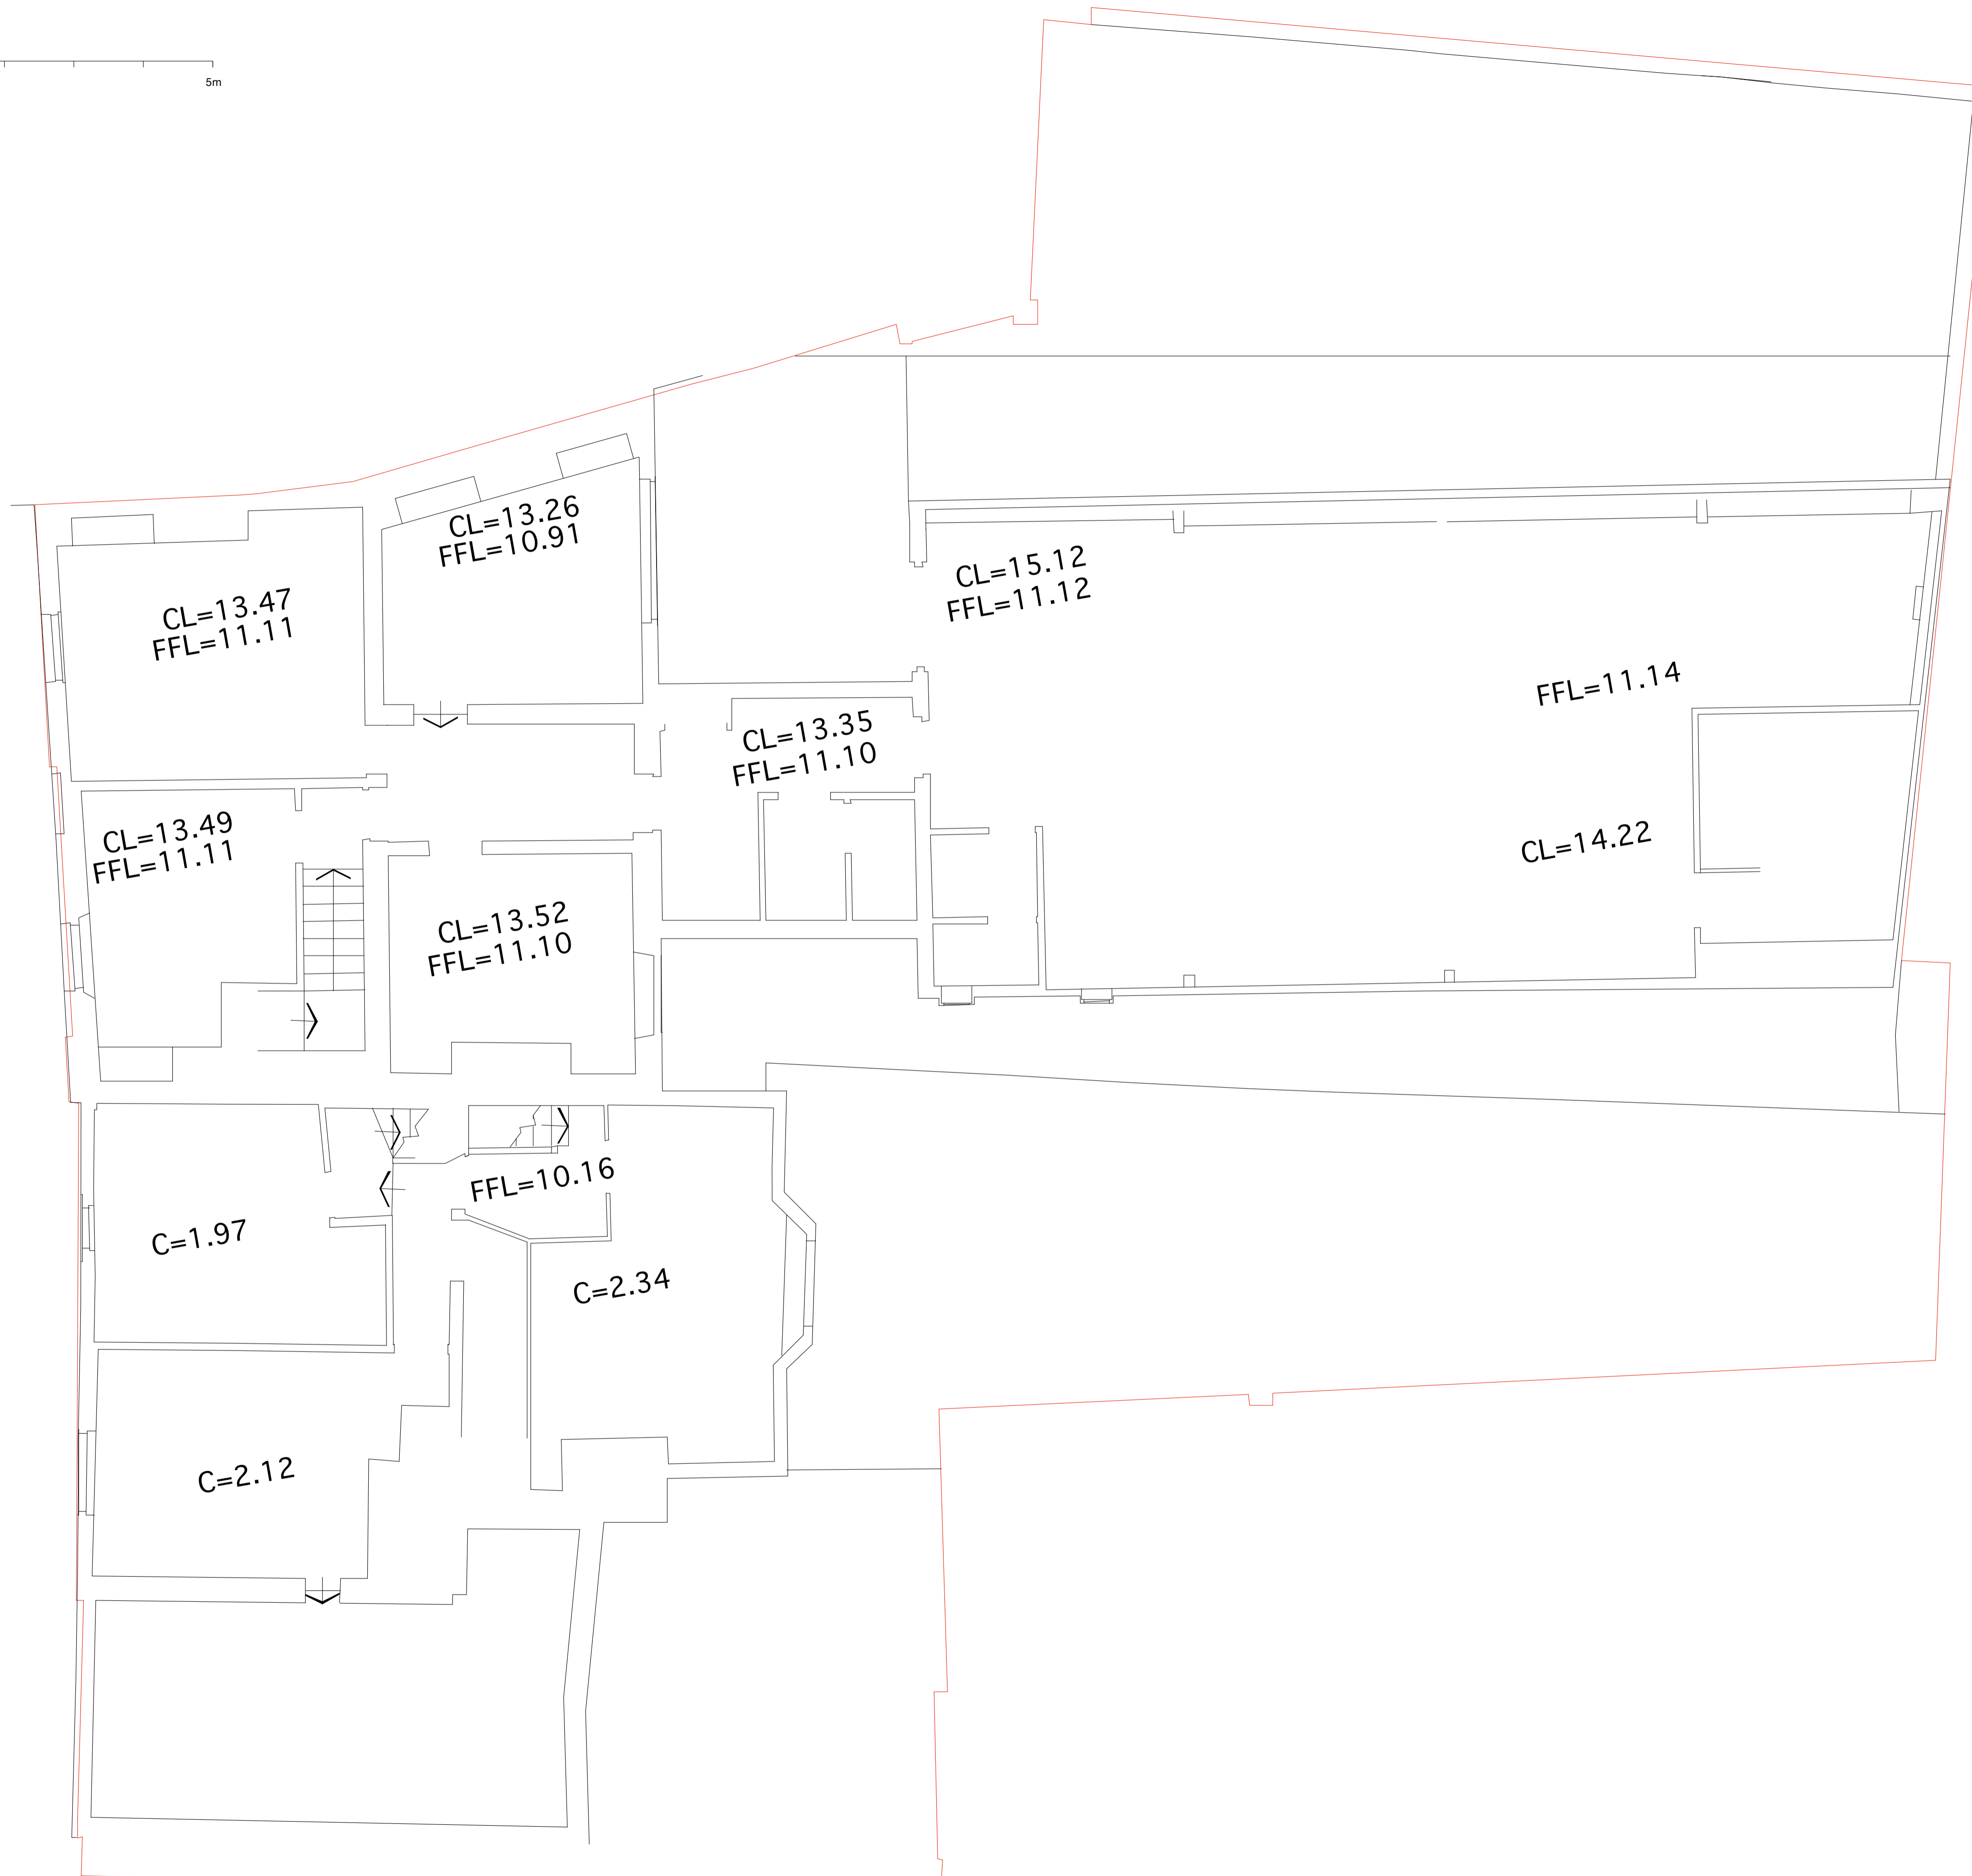 5m
CL=13.26
FFL=10.91
CL=13.47
FFL=11.11
CL=15.12
FFL=11.12
FFL=11.14
CL=13.35
FFL=11.10
CL=13.49
FFL=11.11
CL=14.22
CL=13.52
FFL=11.10
FFL=10.16
C=1.97
C=2.34
C=2.12